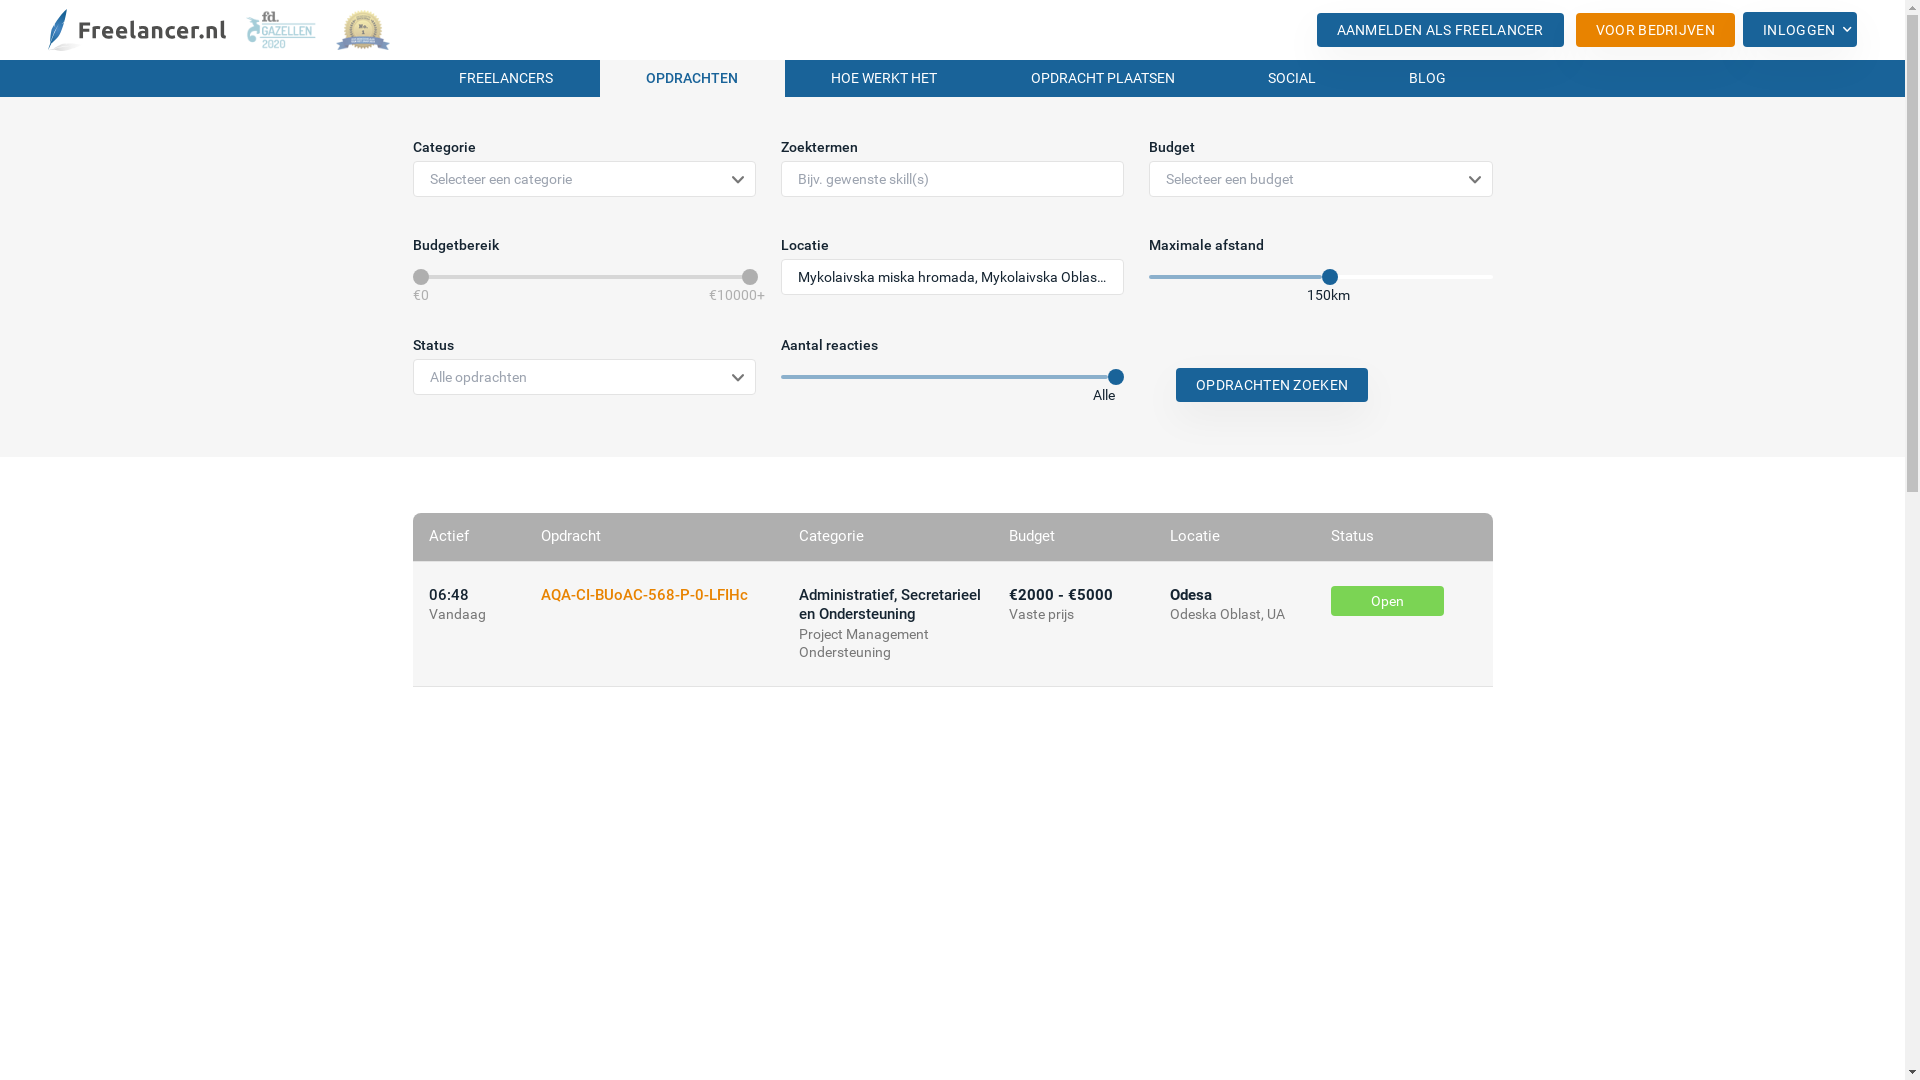 Freelancer.nl
fd.
GAZELLEN
2020
AANMELDEN ALS FREELANCER
VOOR BEDRIJVEN
INLOGGEN
FREELANCERS
OPDRACHTEN
HOE WERKT HET
OPDRACHT PLAATSEN
SOCIAL
BLOG
Categorie
Zoektermen
Budget
Selecteer een categorie
Bijv. gewenste skill(s)
Selecteer een budget
Budgetbereik
Locatie
Maximale afstand
Mykolaivska miska hromada, Mykolaivska Oblas...
€0
€10000+
150km
Status
Aantal reacties
Alle opdrachten
OPDRACHTEN ZOEKEN
Alle
Actief
Opdracht
Categorie
Budget
Locatie
Status
06:48
Vandaag
AQA-CI-BUoAC-568-P-0-LFIHc
Administratief, Secretarieel
en Ondersteuning
Project Management
Ondersteuning
€2000 - €5000
Vaste prijs
Odesa
Odeska Oblast, UA
Open